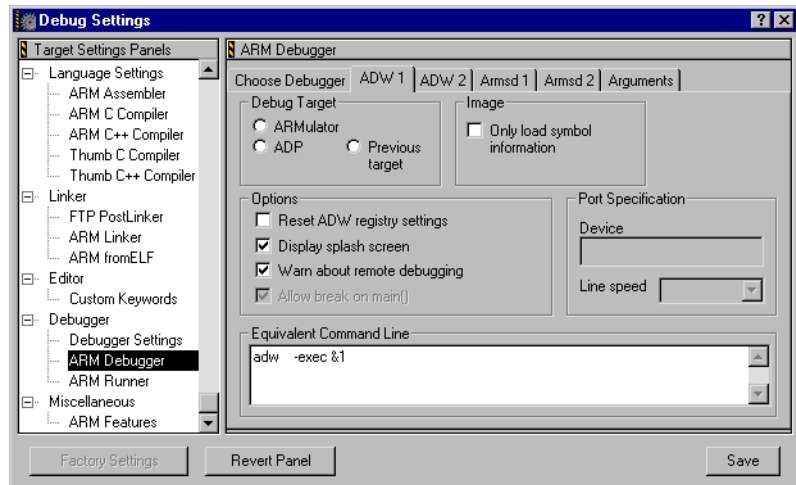 Debug Settings
Target Settings Panels
Language Settings
ARM Assembler
ARM C Compiler
ARM C++ Compiler
Thumb C Compiler
Thumb C++ Compiler
Linker
FTP PostLinker
ARM Linker
ARM fromELF
Editor
Custom Keywords
Debugger
Debugger Settings
ARM Debugger
ARM Runner
Miscellaneous
ARM Features
ARM Debugger
Choose Debugger ADW 1 ADW 2 Armsd 1 Armsd 2 Arguments
Debug Target
ARMulator
ADP
Previous
target
Image
Only load symbol
information
Options
Reset ADW registry settings
Display splash screen
Warn about remote debugging
Allow break on main()
Port Specification
Device
Line speed
Equivalent Command Line
adw -exec &1
Factory Settings
Revert Panel
Save